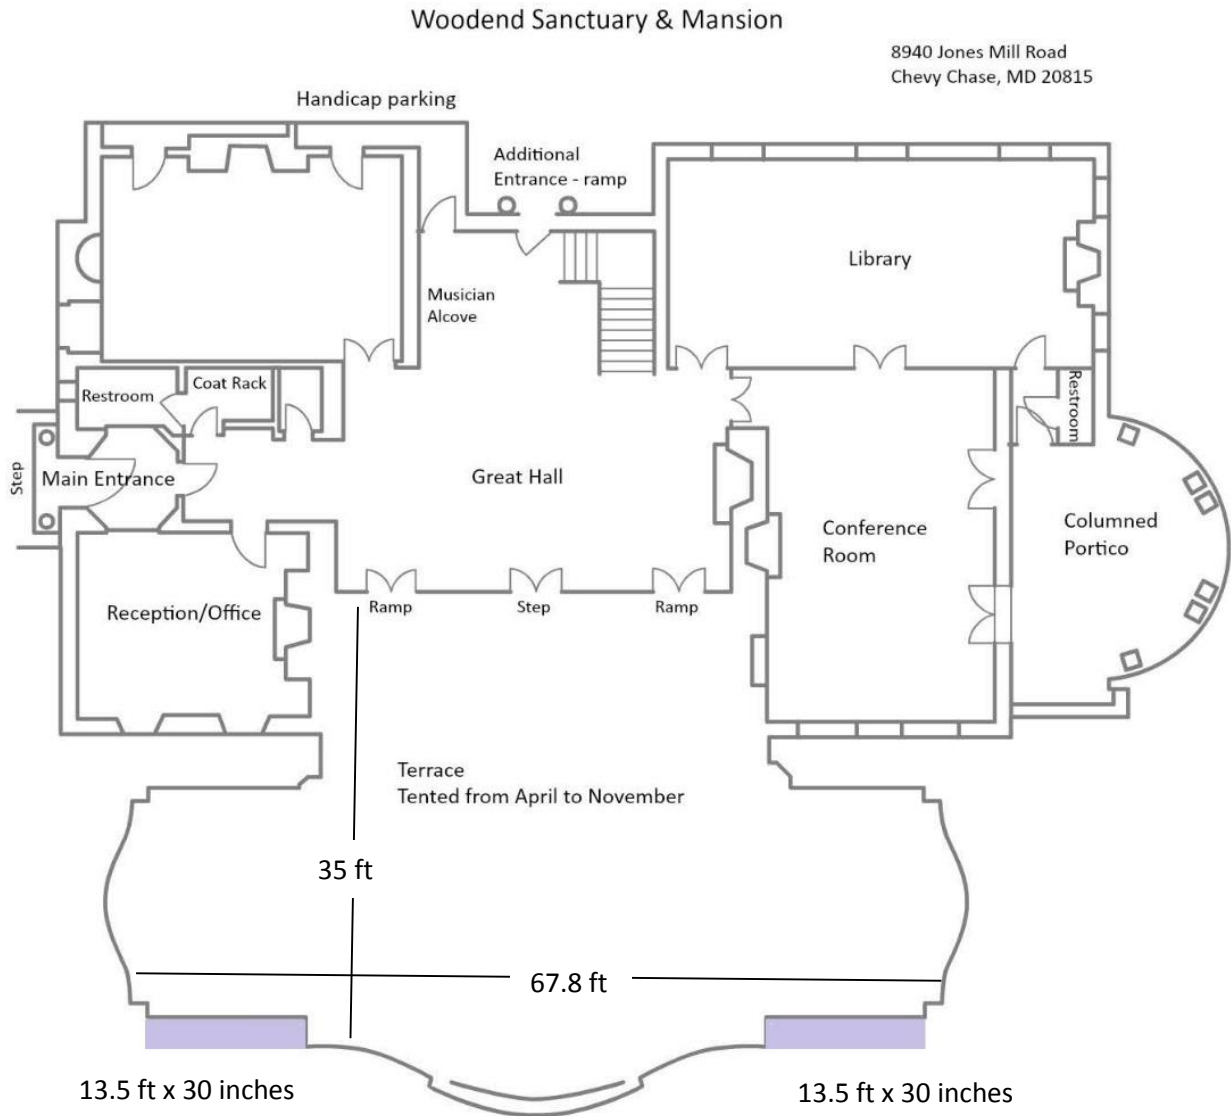 Woodend Sanctuary & Mansion
8940 Jones Mill Road
Chevy Chase, MD 20815
Handicap parking
Additional
Entrance - ramp
Library
Musician
Alcove
Restroom
Coat Rack
Restroom
Step
Main Entrance
Great Hall
Conference
Room
Columned
Portico
Reception/Office
Ramp
Step
Ramp
Terrace
Tented from April to November
35 ft
67.8 ft
13.5 ft x 30 inches
13.5 ft x 30 inches